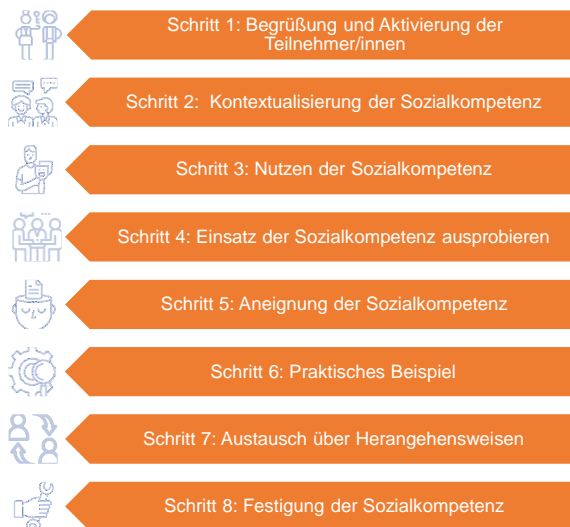 Schritt 1: Begrüßung und Aktivierung der
Teilnehmer/innen
Schritt 2:  Kontextualisierung der Sozialkompetenz
Schritt 3: Nutzen der Sozialkompetenz
Schritt 4: Einsatz der Sozialkompetenz ausprobieren
Schritt 5: Aneignung der Sozialkompetenz
Schritt 6: Praktisches Beispiel
Schritt 7: Austausch über Herangehensweisen
Schritt 8: Festigung der Sozialkompetenz